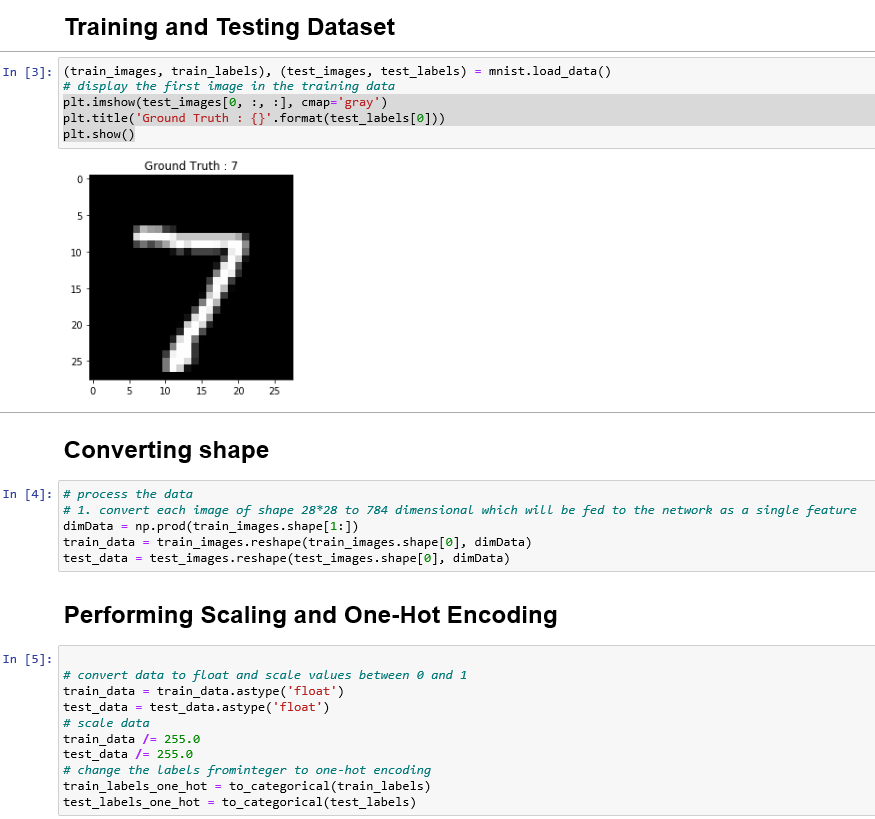 Training and Testing Dataset
In [3]: (train_images, train_labels), (test_images, test_labels) = mnist.load_data()
# display the first image in the training data
plt.imshow(test_images[0, :, :], cmap='gray')
plt.title('Ground Truth : {}'.format(test_labels[0]))
plt.show()
Ground Truth : 7
0
5
10
15
20
25
0 5 10 15 20 25
Converting shape
In [4]: # process the data
# 1. convert each image of shape 28*28 to 784 dimensional which will be fed to the network as a single feature
dimData = np.prod(train_images.shape[1:])
train_data = train_images.reshape(train_images.shape[0], dimData)
test_data = test_images.reshape(test_images.shape[0], dimData)
Performing Scaling and One-Hot Encoding
In [5]:
# convert data to float and scale values between 0 and 1
train_data = train_data.astype('float')
test_data = test_data.astype('float')
# scale data
train_data /= 255.0
test_data /= 255.0
# change the labels frominteger to one-hot encoding
train_labels_one_hot = to_categorical(train_labels)
test_labels_one_hot = to_categorical(test_labels)